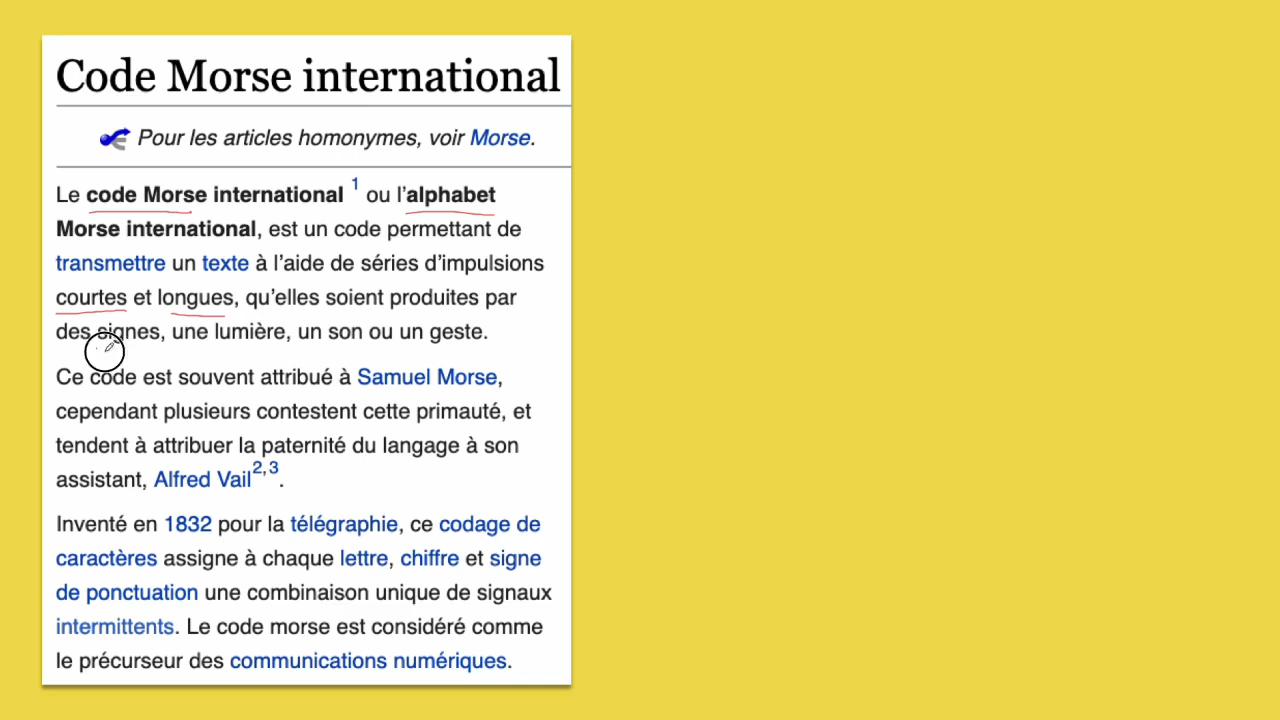 Code Morse international
Pour les articles homonymes, voir Morse.
Le code Morse international 1 ou l’alphabet
Morse international, est un code permettant de
transmettre un texte à l’aide de séries d’impulsions
courtes et longues, qu’elles soient produites par
des signes, une lumière, un son ou un geste.
Ce code est souvent attribué à Samuel Morse,
cependant plusieurs contestent cette primauté, et
tendent à attribuer la paternité du langage à son
assistant, Alfred Vail2,3.
Inventé en 1832 pour la télégraphie, ce codage de
caractères assigne à chaque lettre, chiffre et signe
de ponctuation une combinaison unique de signaux
intermittents. Le code morse est considéré comme
le précurseur des communications numériques.